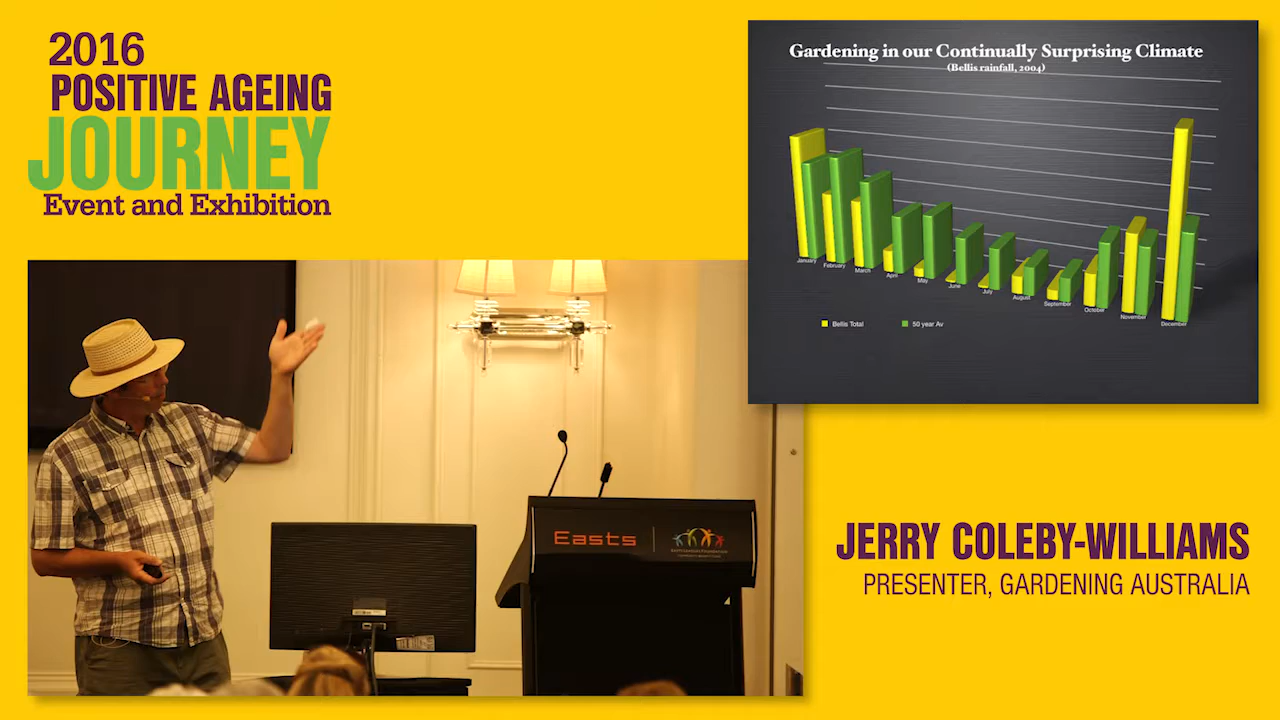 2016
POSITIVE AGEING
JOURNEY
Event and Exhibition
Gardening in our Continually Surprising Climate
(Bellis rainfall, 2004)
January
February
March
April
May
June
July
August
September
October
November
December
Bellis Total
50 year Av
Easts
JERRY COLEBY-WILLIAMS
PRESENTER, GARDENING AUSTRALIA